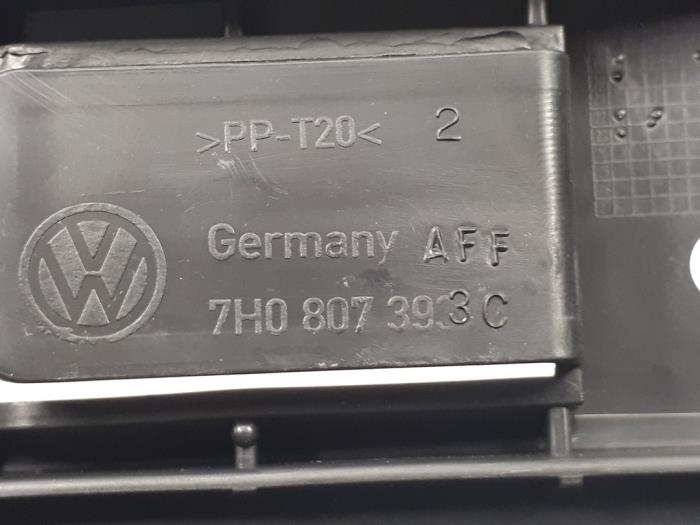 >PP-T20< 2
Germany AFF
7H0 807 393 C